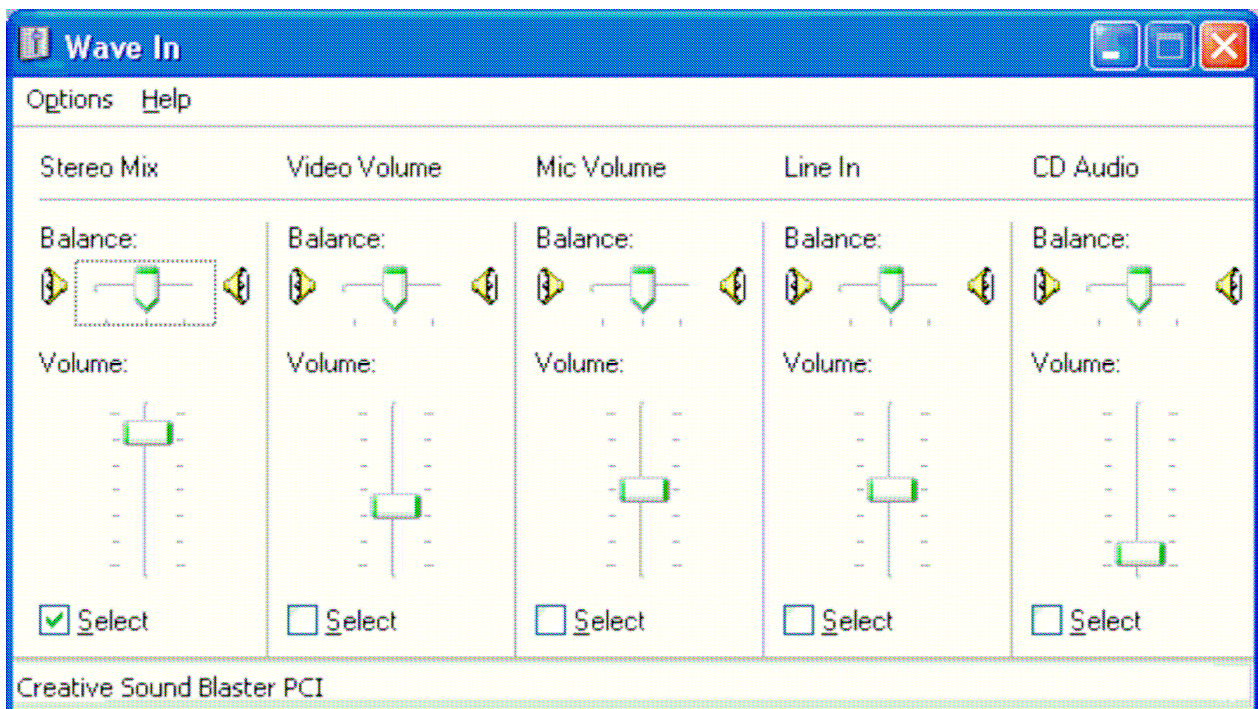 Wave In
Options Help
Stereo Mix Video Volume Mic Volume Line In CD Audio
Balance: Balance: Balance: Balance: Balance:
Volume: Volume: Volume: Volume: Volume:
Select Select Select Select Select
Creative Sound Blaster PCI